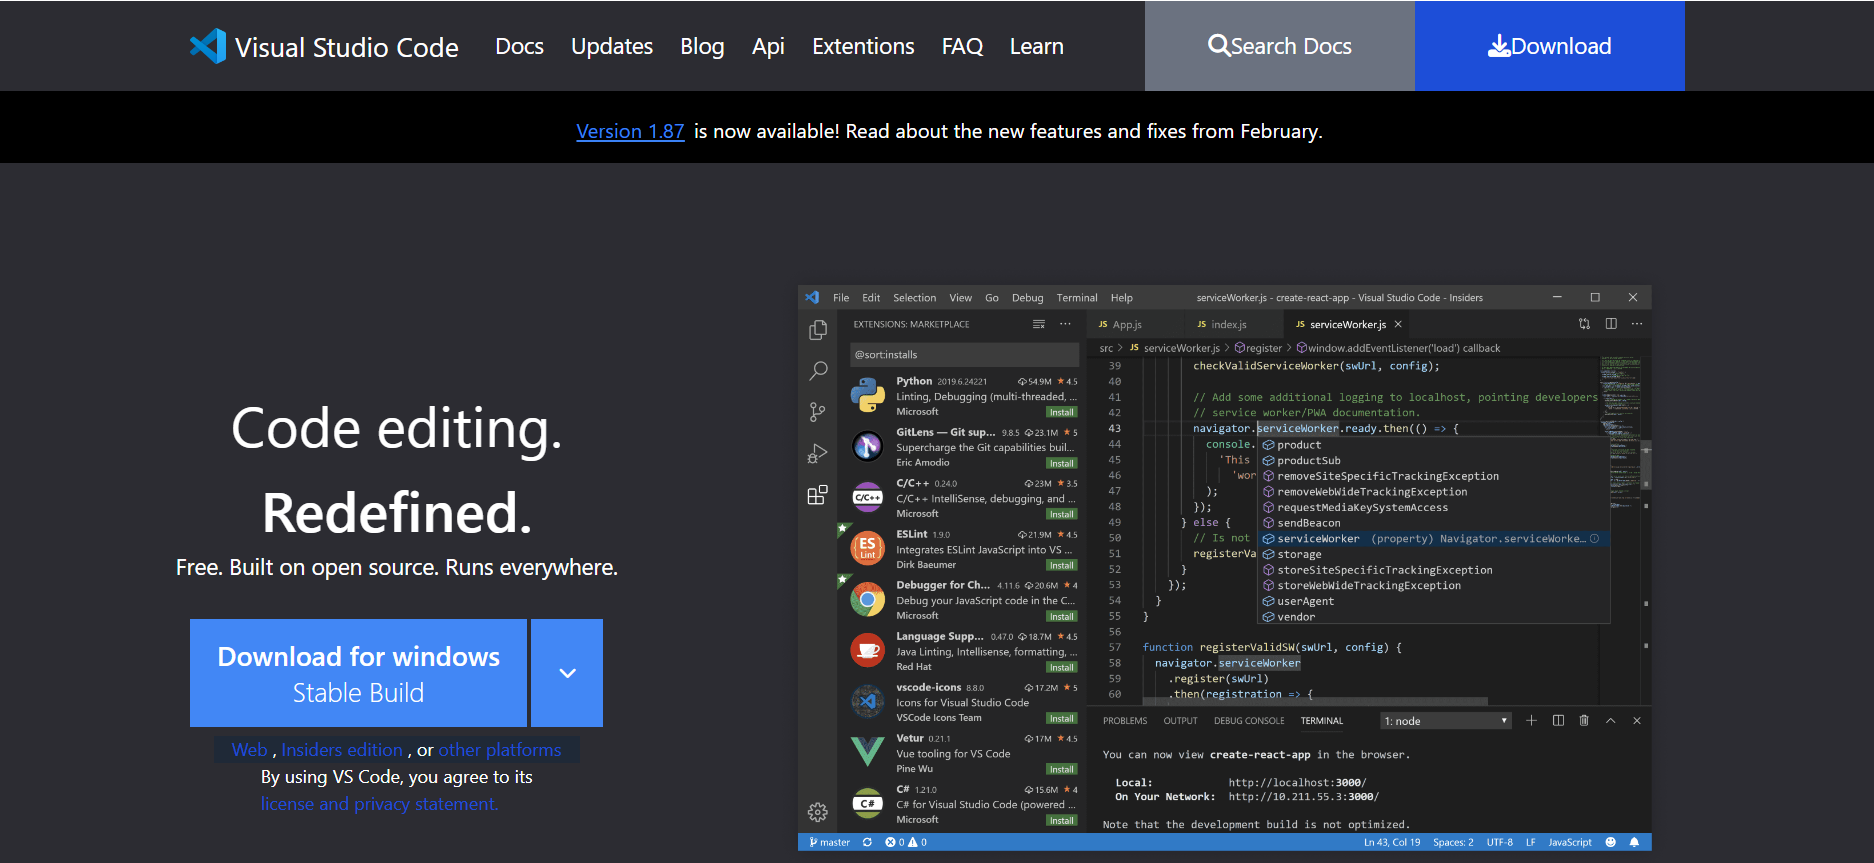 Visual Studio Code Docs Updates Blog Api Extentions FAQ Learn Search Docs Download
Version 1.87 is now available! Read about the new features and fixes from February.
Code editing.
Redefined.
Free. Built on open source. Runs everywhere.
Download for windows
Stable Build
Web , Insiders edition , or other platforms
By using VS Code, you agree to its
license and privacy statement.
File Edit Selection View Go Debug Terminal Help serviceWorker.js - create-react-app - Visual Studio Code - Insiders
EXTENSIONS: MARKETPLACE
@sort:installs
Python 2019.6.24221 54.9M 4.5
Linting, Debugging (multi-threaded, ...
Microsoft Install
GitLens — Git sup... 9.8.5 23.1M 5
Supercharge the Git capabilities buil...
Eric Amodio Install
C/C++ 0.24.0 23M 3.5
C/C++
C/C++ IntelliSense, debugging, and ...
Microsoft Install
ESLint 1.9.0 21.9M 4.5
ES
Lint
Integrates ESLint JavaScript into VS ...
Dirk Baeumer Install
Debugger for Ch... 4.11.6 20.6M 4
Debug your JavaScript code in the C...
Microsoft Install
Language Supp... 0.47.0 18.7M 4.5
Java Linting, Intellisense, formatting, ...
Red Hat Install
vscode-icons 8.8.0 17.2M 5
Icons for Visual Studio Code
VSCode Icons Team Install
Vetur 0.21.1 17M 4.5
Vue tooling for VS Code
Pine Wu Install
C# 1.21.0 15.6M 4
C#
C# for Visual Studio Code (powered ...
Microsoft Install
JS App.js JS index.js JS serviceWorker.js
src > JS serviceWorker.js > register > window.addEventListener('load') callback
39 checkValidServiceWorker(swUrl, config);
40
41 // Add some additional logging to localhost, pointing developers
42 // service worker/PWA documentation.
43 navigator.serviceWorker.ready.then(() => {
44 console.
45 'This
46 'wor
47 );
48 });
49 } else {
50 // Is not
51 registerVa
52 }
53 });
54 }
55 }
56
57 function registerValidSW(swUrl, config) {
58 navigator.serviceWorker
59 .register(swUrl)
60 .then(registration => {
product
productSub
removeSiteSpecificTrackingException
removeWebWideTrackingException
requestMediaKeySystemAccess
sendBeacon
serviceWorker (property) Navigator.serviceWorke...
storage
storeSiteSpecificTrackingException
storeWebWideTrackingException
userAgent
vendor
PROBLEMS OUTPUT DEBUG CONSOLE TERMINAL 1: node
You can now view create-react-app in the browser.
Local: http://localhost:3000/
On Your Network: http://10.211.55.3:3000/
Note that the development build is not optimized.
master 0 0 Ln 43, Col 19 Spaces: 2 UTF-8 LF JavaScript